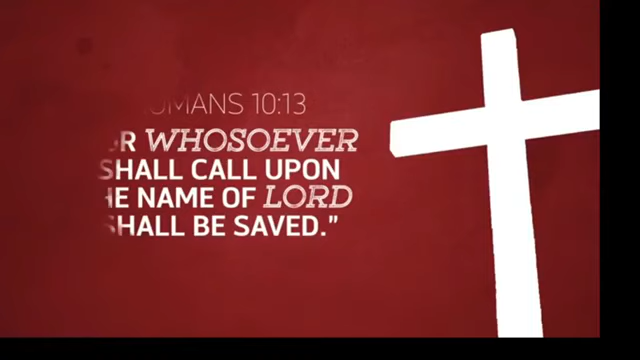 OMANS 10:13
R WHOSOEVER
SHALL CALL UPON
HE NAME OF LORD
SHALL BE SAVED.”